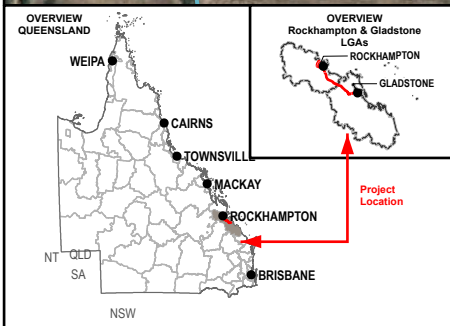 OVERVIEW
QUEENSLAND
WEIPA
CAIRNS
TOWNSVILLE
MACKAY
ROCKHAMPTON
BRISBANE
NT QLD
SA
NSW
OVERVIEW
Rockhampton & Gladstone
LGAs
ROCKHAMPTON
GLADSTONE
Project
Location